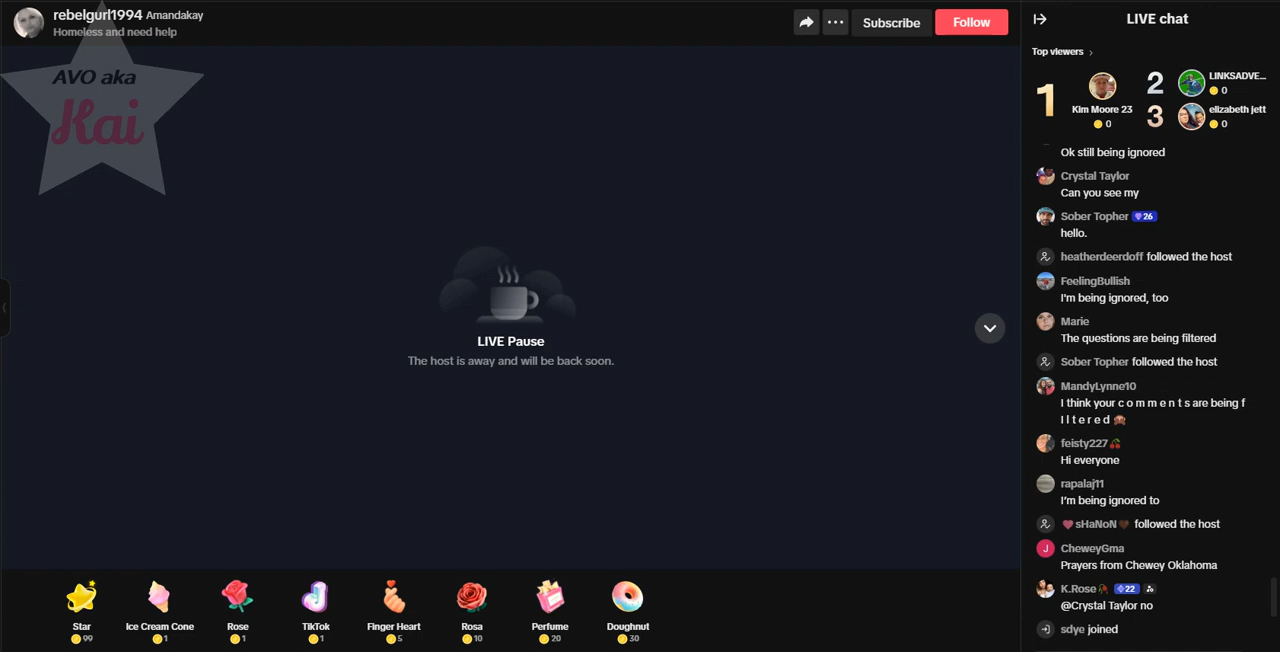 rebelgurl1994 Amandakay
Homeless and need help
AVO aka
Kai
Subscribe
Follow
LIVE Pause
The host is away and will be back soon.
Star
99
Ice Cream Cone
1
Rose
1
TikTok
1
Finger Heart
5
Rosa
10
Perfume
20
Doughnut
30
LIVE chat
Top viewers
1
Kim Moore 23
0
2
LINKSADVE...
0
3
elizabeth jett
0
Ok still being ignored
Crystal Taylor
Can you see my
Sober Topher 26
hello.
heatherdeerdoff followed the host
FeelingBullish
I'm being ignored, too
Marie
The questions are being filtered
Sober Topher followed the host
MandyLynne10
I think your c o m m e n t s are being f
I l t e r e d
feisty227
Hi everyone
rapalaj11
I'm being ignored to
sHaNoN followed the host
J
CheweyGma
Prayers from Chewey Oklahoma
K.Rose 22
@Crystal Taylor no
sdye joined